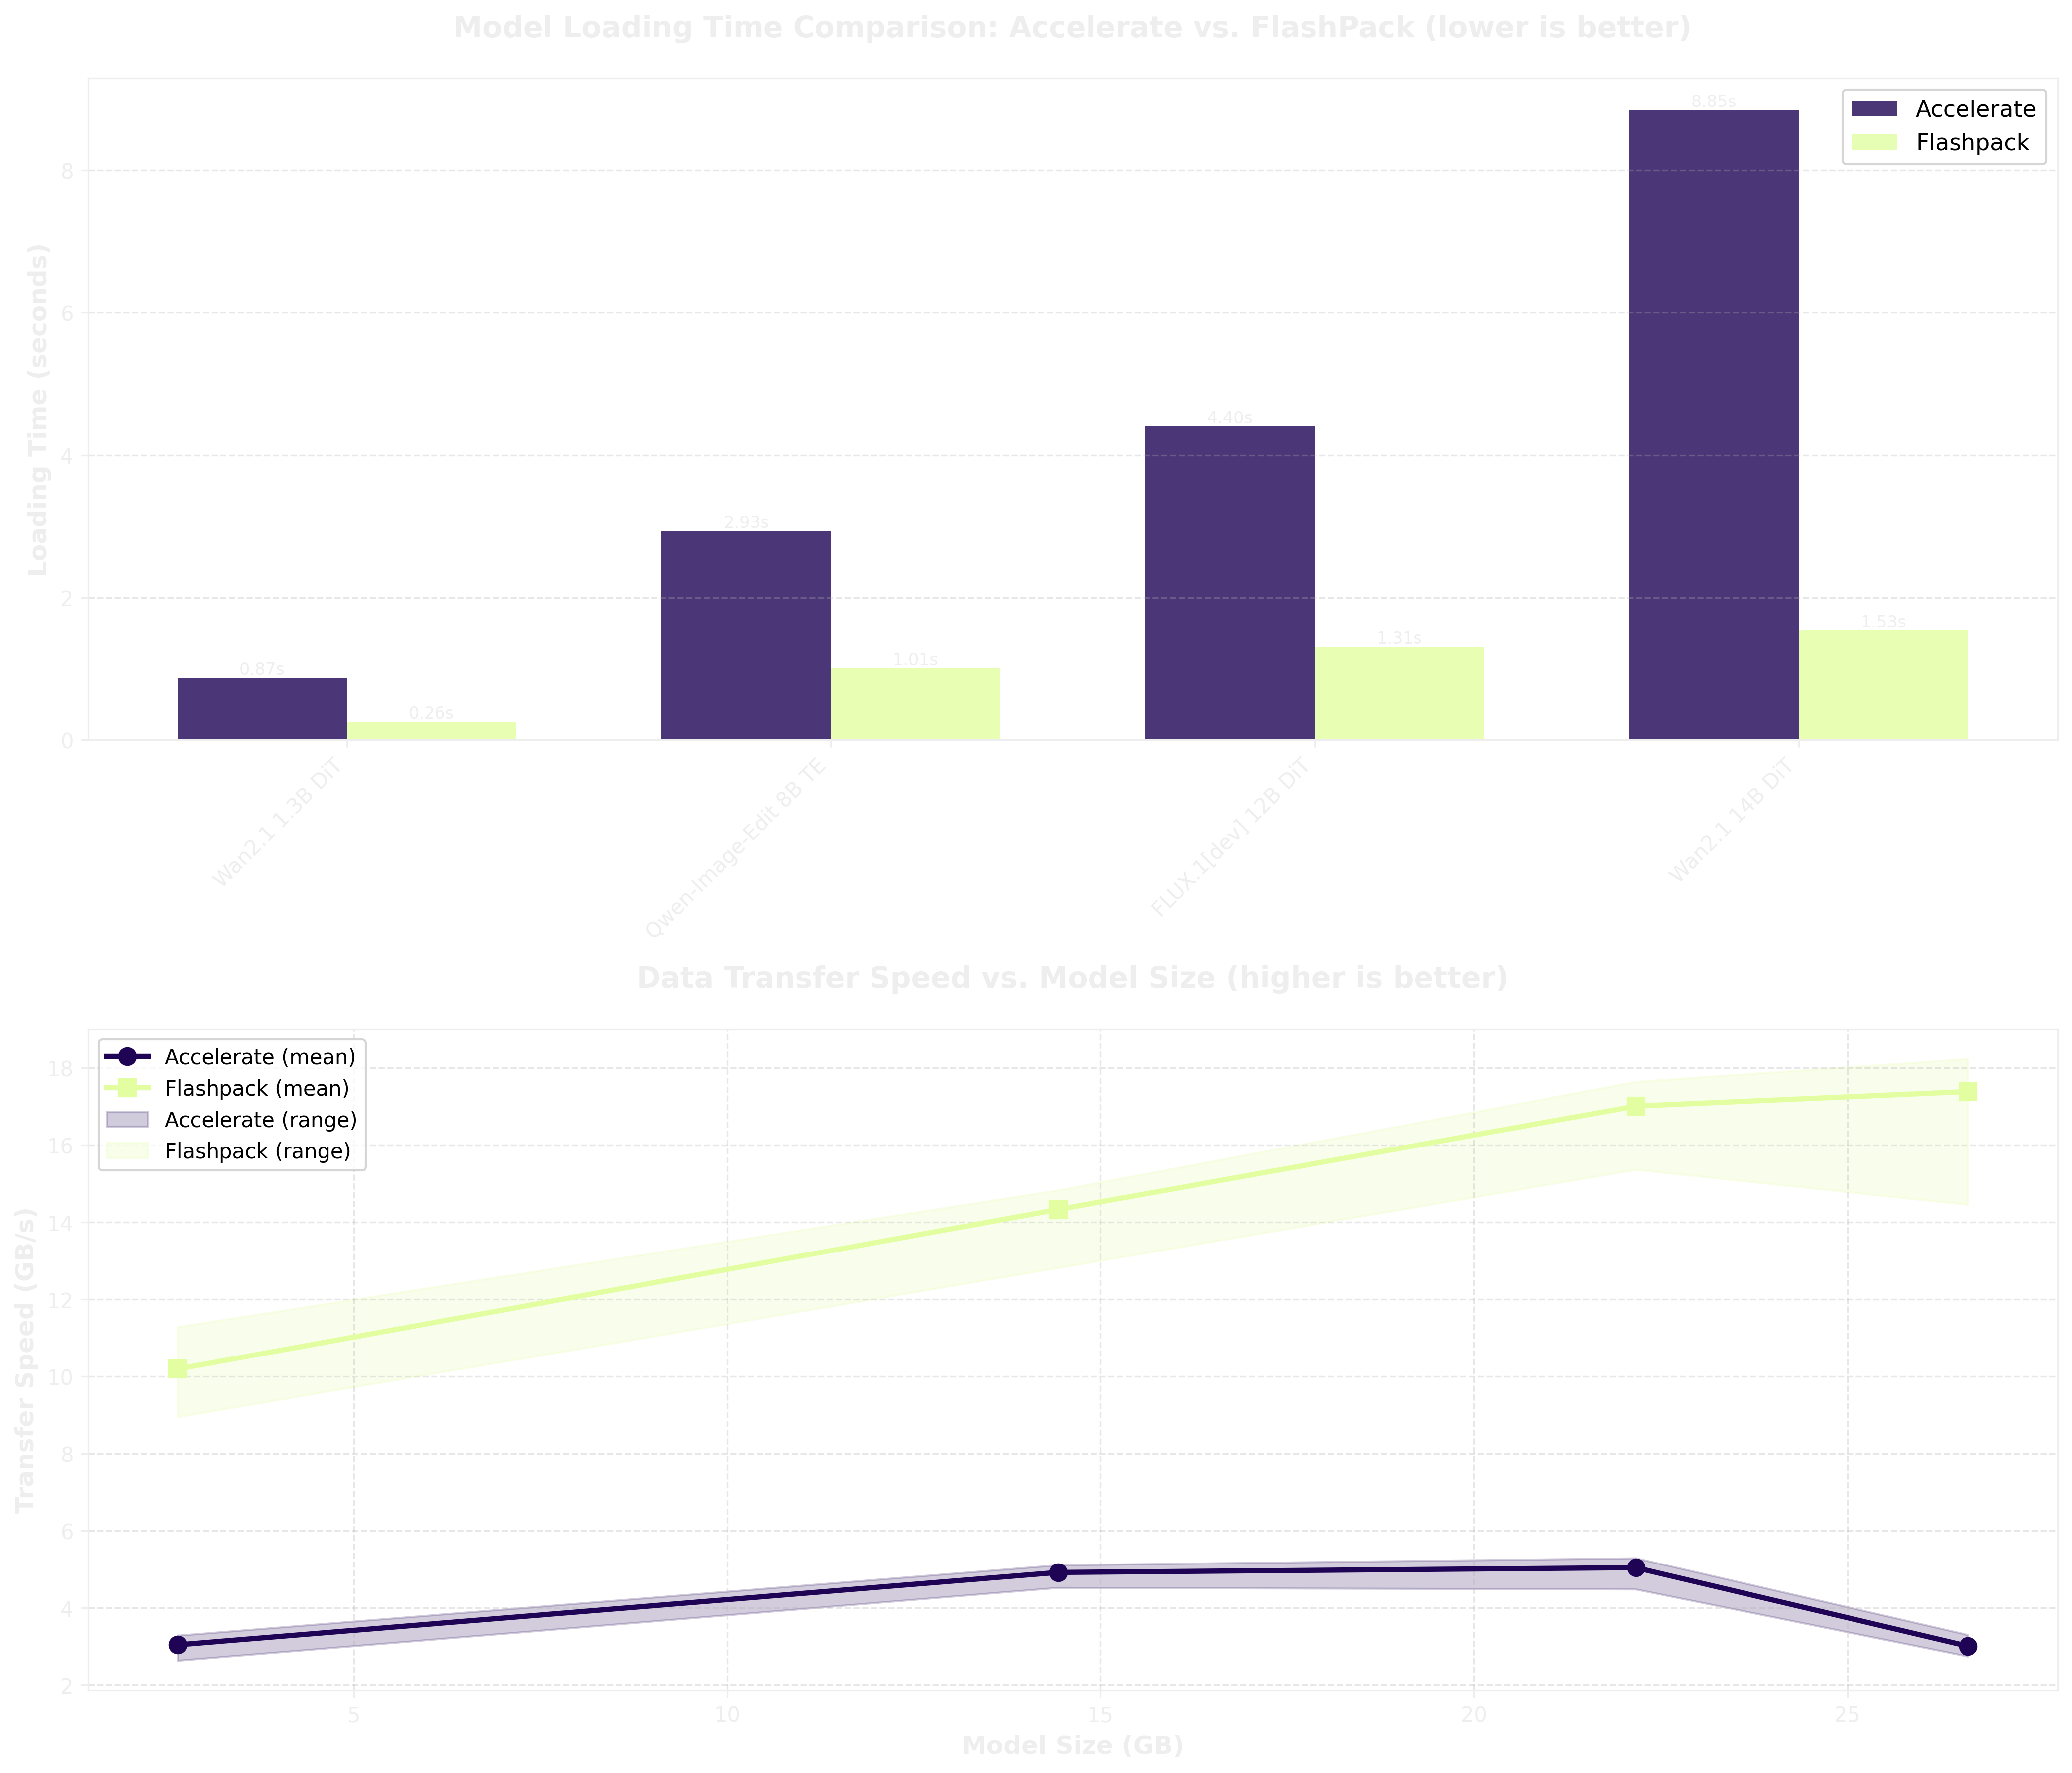 Model Loading Time Comparison: Accelerate vs. FlashPack (lower is better)
Loading Time (seconds)
8
6
4
2
0
Accelerate
Flashpack
0.87s
0.26s
2.93s
1.01s
4.40s
1.31s
8.85s
1.53s
Wan2.1 1.3B DiT
Qwen-Image-Edit 8B TE
FLUX.1[dev] 12B DiT
Wan2.1 14B DiT
Data Transfer Speed vs. Model Size (higher is better)
Transfer Speed (GB/s)
18
16
14
12
10
8
6
4
2
Accelerate (mean)
Flashpack (mean)
Accelerate (range)
Flashpack (range)
5
10
15
20
25
Model Size (GB)